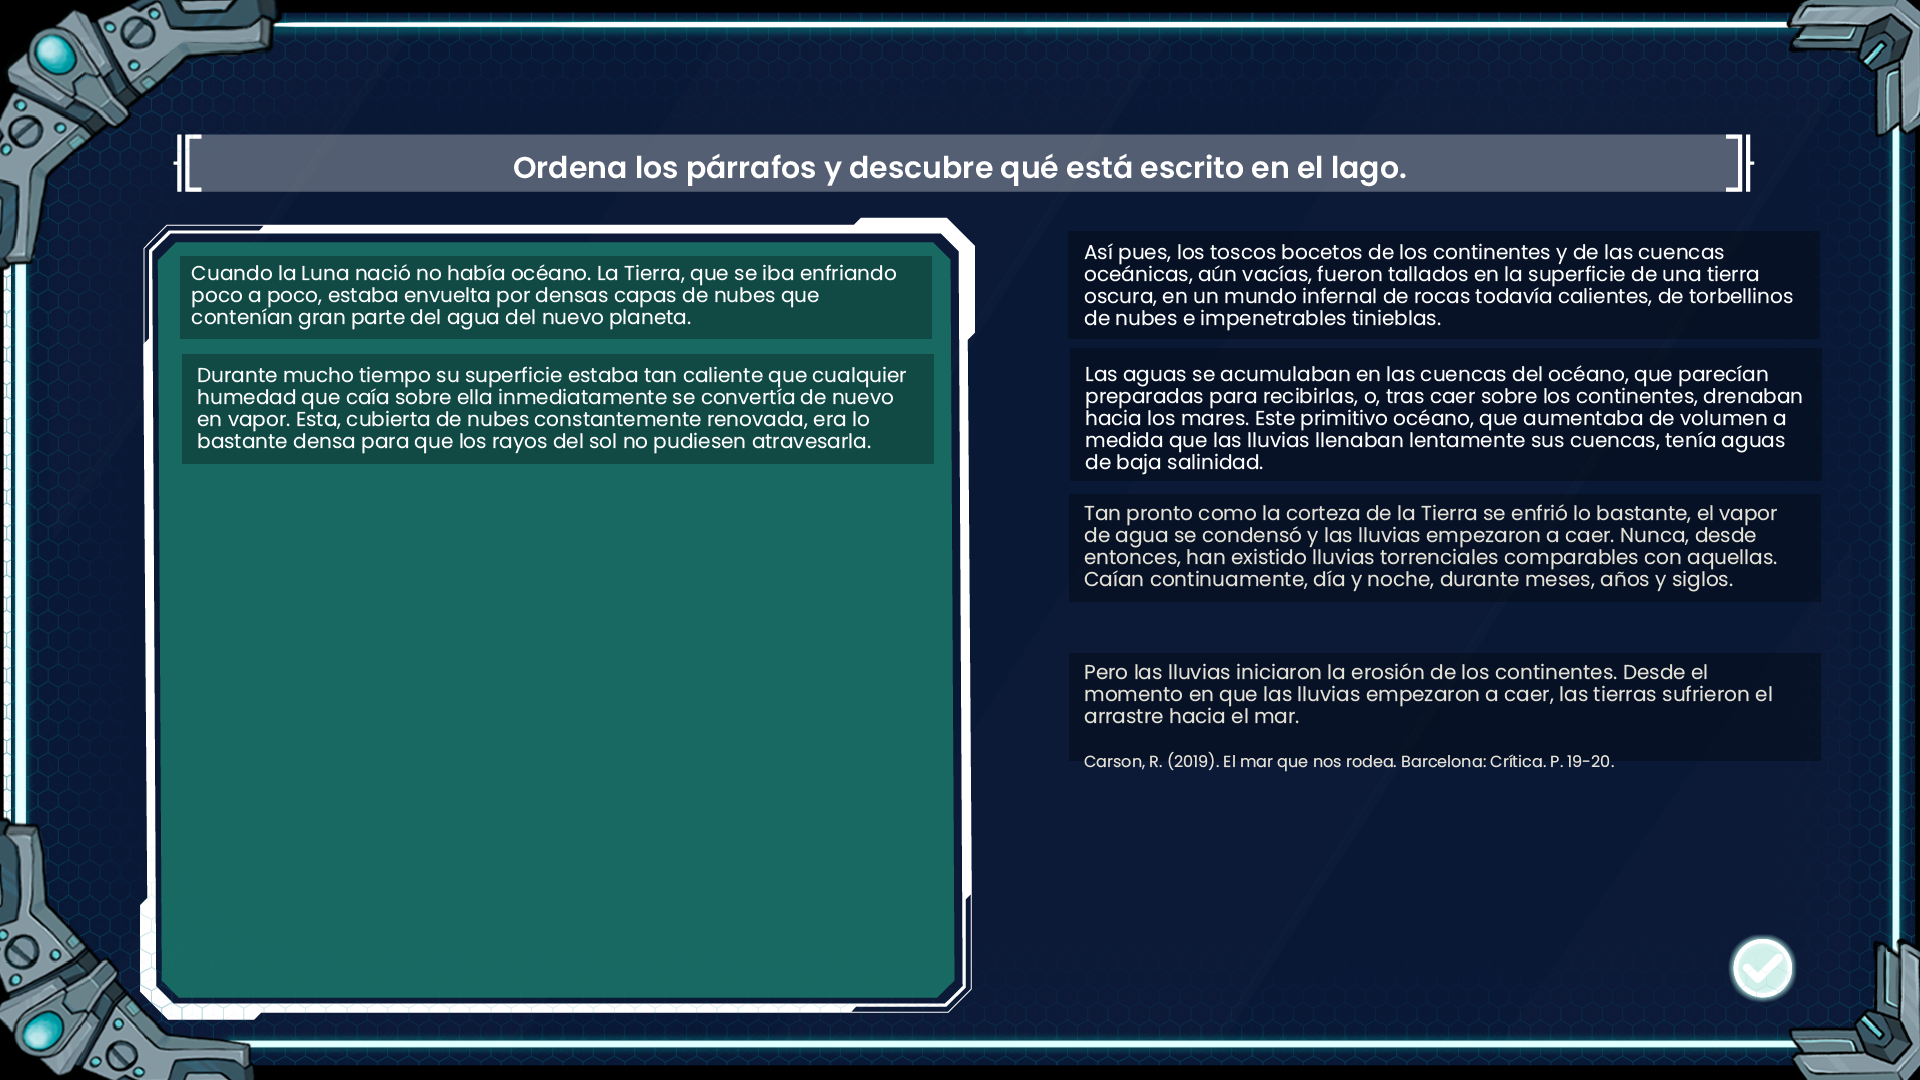 Ordena los párrafos y descubre qué está escrito en el lago.
Cuando la Luna nació no había océano. La Tierra, que se iba enfriando
poco a poco, estaba envuelta por densas capas de nubes que
contenían gran parte del agua del nuevo planeta.
Durante mucho tiempo su superficie estaba tan caliente que cualquier
humedad que caía sobre ella inmediatamente se convertía de nuevo
en vapor. Esta, cubierta de nubes constantemente renovada, era lo
bastante densa para que los rayos del sol no pudiesen atravesarla.
Así pues, los toscos bocetos de los continentes y de las cuencas
oceánicas, aún vacías, fueron tallados en la superficie de una tierra
oscura, en un mundo infernal de rocas todavía calientes, de torbellinos
de nubes e impenetrables tinieblas.
Las aguas se acumulaban en las cuencas del océano, que parecían
preparadas para recibirlas, o, tras caer sobre los continentes, drenaban
hacia los mares. Este primitivo océano, que aumentaba de volumen a
medida que las lluvias llenaban lentamente sus cuencas, tenía aguas
de baja salinidad.
Tan pronto como la corteza de la Tierra se enfrió lo bastante, el vapor
de agua se condensó y las lluvias empezaron a caer. Nunca, desde
entonces, han existido lluvias torrenciales comparables con aquellas.
Caían continuamente, día y noche, durante meses, años y siglos.
Pero las lluvias iniciaron la erosión de los continentes. Desde el
momento en que las lluvias empezaron a caer, las tierras sufrieron el
arrastre hacia el mar.
Carson, R. (2019). El mar que nos rodea. Barcelona: Crítica. P. 19-20.